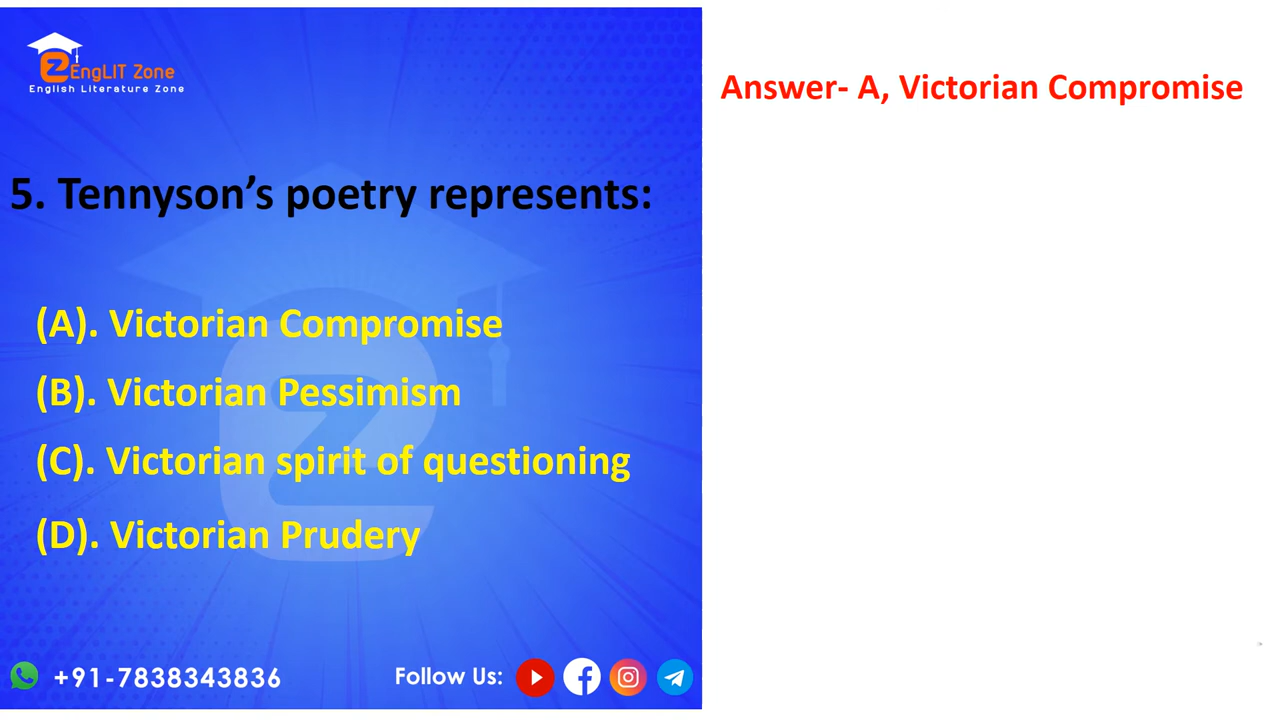 EngLIT Zone
English Literature Zone
5. Tennyson’s poetry represents:
(A). Victorian Compromise
(B). Victorian Pessimism
(C). Victorian spirit of questioning
(D). Victorian Prudery
+91-7838343836 Follow Us:
Answer- A, Victorian Compromise